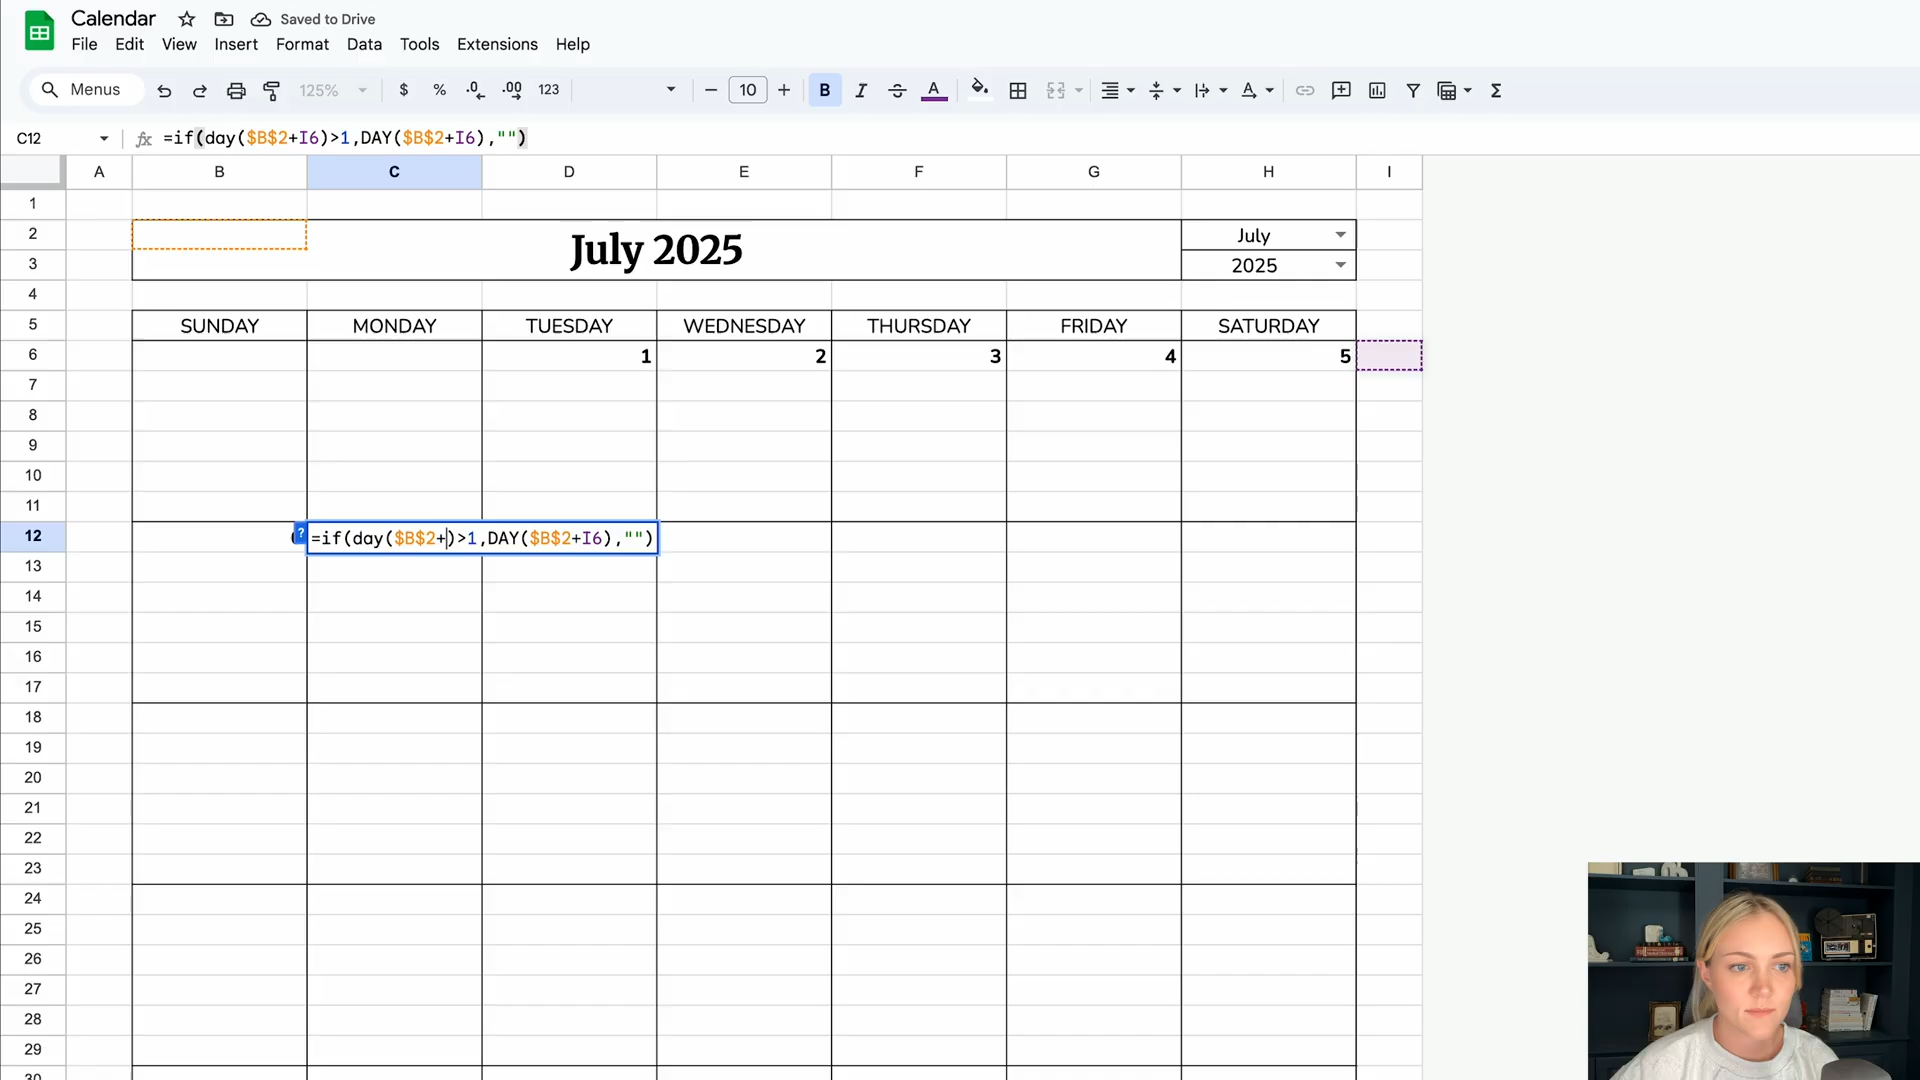 Calendar Saved to Drive
File Edit View Insert Format Data Tools Extensions Help
Menus 125% $ % .0 .00 123 10 B I S A A Σ
C12 fx =if(day($B$2+I6)>1,DAY($B$2+I6),"")
A B C D E F G H I
1
2 July
July 2025
3 2025
4
5 SUNDAY MONDAY TUESDAY WEDNESDAY THURSDAY FRIDAY SATURDAY
6 1 2 3 4 5
7
8
9
10
11
12 ? =if(day($B$2+)>1,DAY($B$2+I6),"")
13
14
15
16
17
18
19
20
21
22
23
24
25
26
27
28
29
30